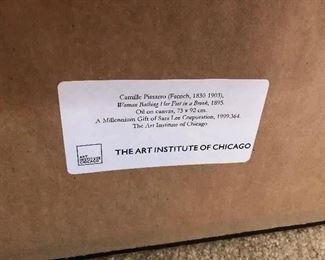 Camille Pissarro (French, 1830-1903),
Woman Bathing Her Feet in a Brook, 1895.
Oil on canvas, 73 x 92 cm.
A Millennium Gift of Sara Lee Corporation, 1999.364.
The Art Institute of Chicago
THE ART INSTITUTE OF CHICAGO